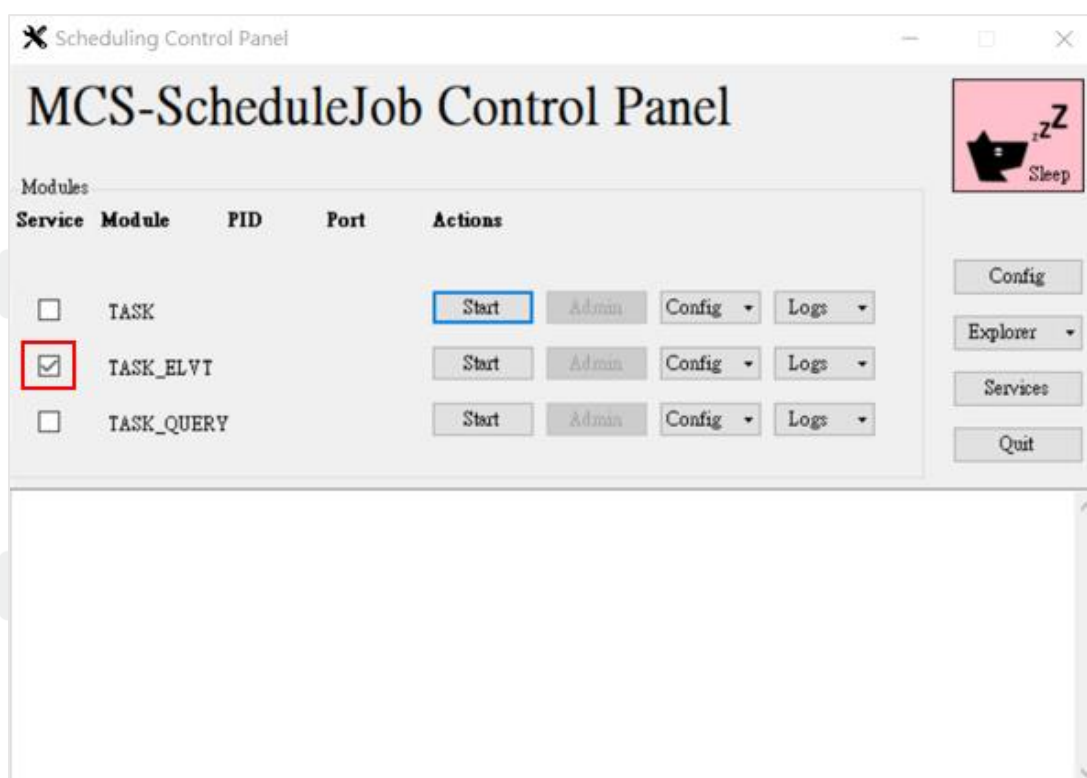 Scheduling Control Panel
MCS-ScheduleJob Control Panel
zZZ
Sleep
Modules
Service Module PID Port Actions
Config
TASK Start Admin Config Logs
Explorer
TASK_ELVT Start Admin Config Logs
Services
TASK_QUERY Start Admin Config Logs
Quit